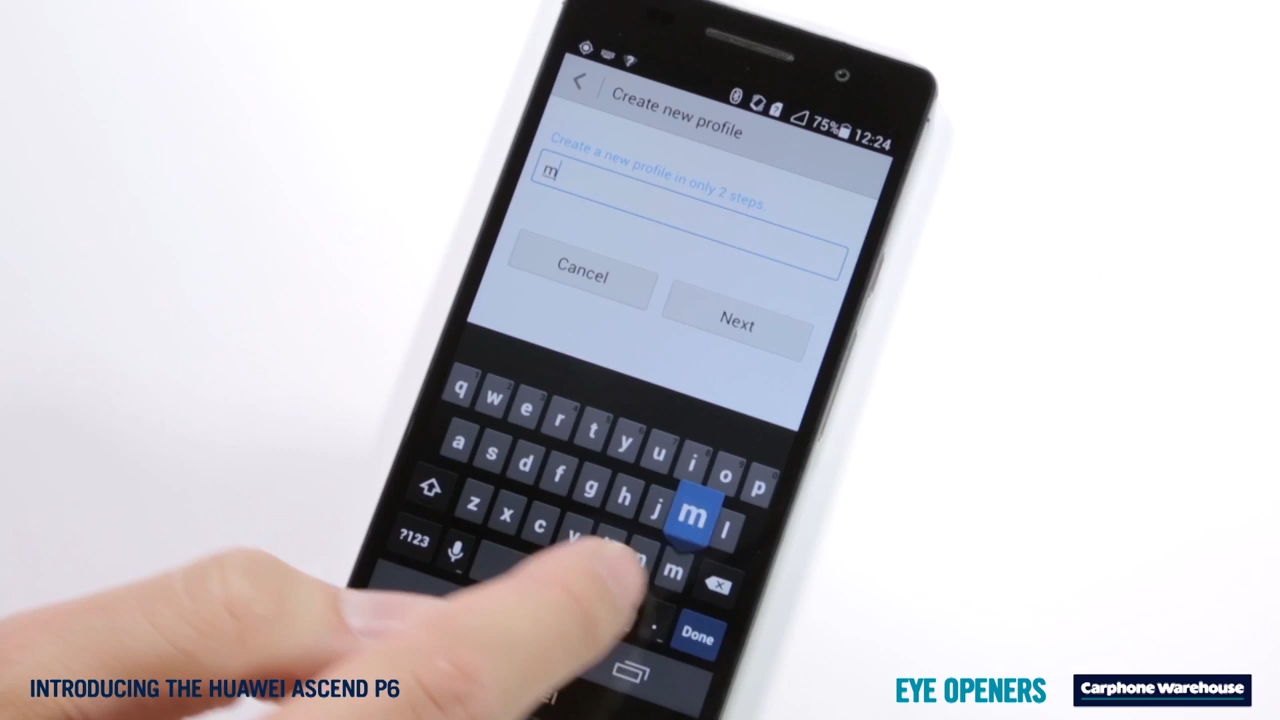 75% 12:24
Create new profile
Create a new profile in only 2 steps.
m
Cancel
Next
q w e r t y u i o p
a s d f g h j m l
z x c v n m
?123 . Done
INTRODUCING THE HUAWEI ASCEND P6
EYE OPENERS
Carphone Warehouse